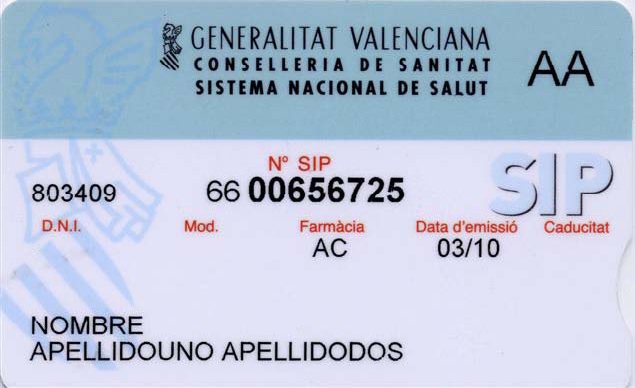 GENERALITAT VALENCIANA
CONSELLERIA DE SANITAT
SISTEMA NACIONAL DE SALUT
AA
Nº SIP
803409 66 00656725
SIP
D.N.I. Mod. Farmàcia Data d'emissió Caducitat
AC 03/10
NOMBRE
APELLIDOUNO APELLIDODOS